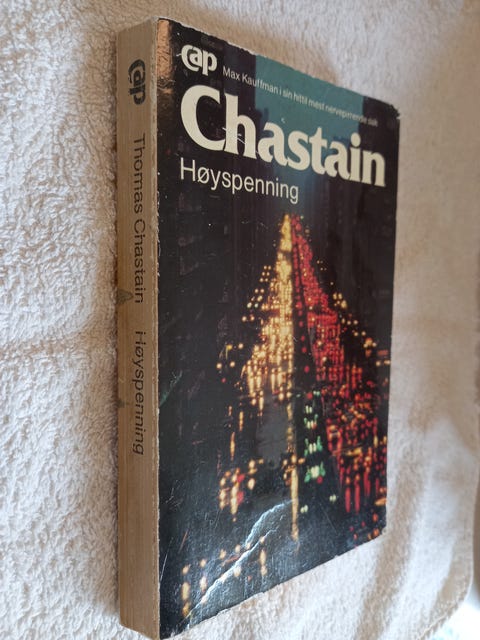 cap
Max Kauffman i sin hittil mest nervepirrende sak
Chastain
Høyspenning
cap
Thomas Chastain Høyspenning